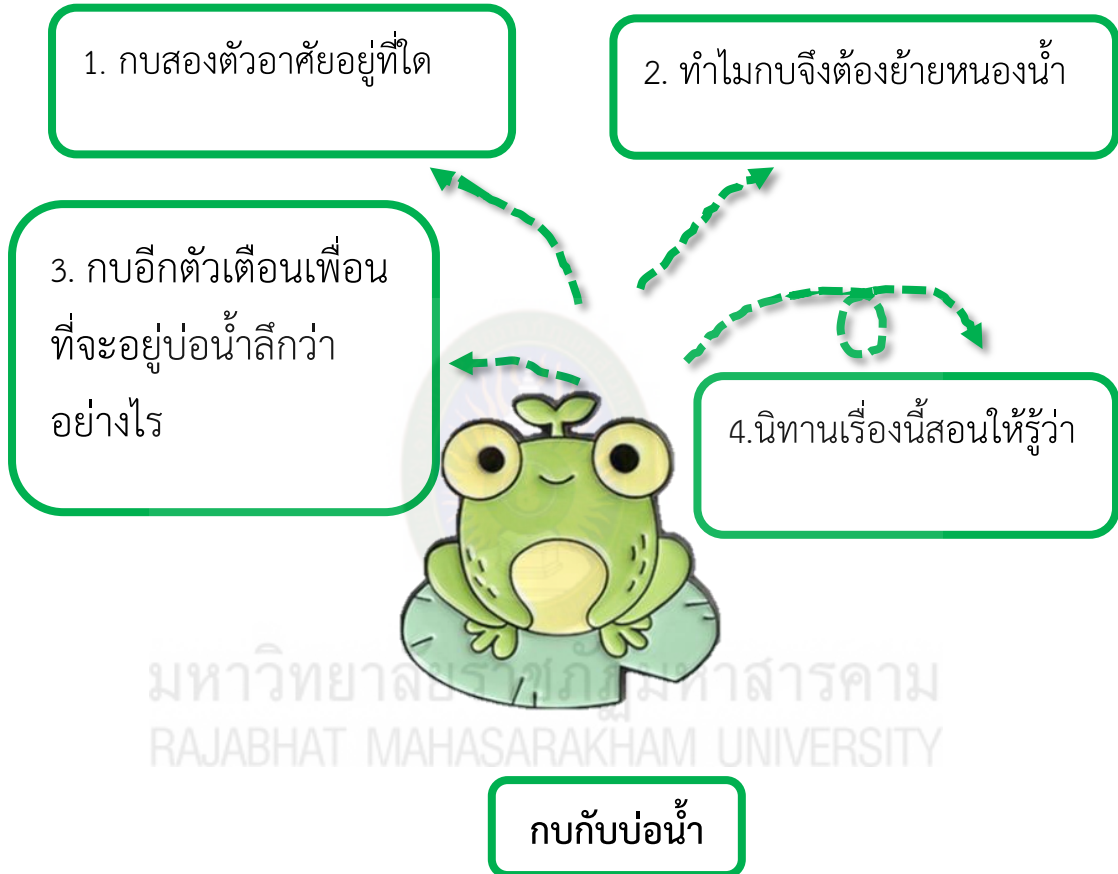 1. กบสองตัวอาศัยอยู่ที่ใด
2. ทำไมกบจึงต้องย้ายหนองน้ำ
3. กบอีกตัวเตือนเพื่อน
ที่จะอยู่บ่อน้ำลึกว่า
อย่างไร
4.นิทานเรื่องนี้สอนให้รู้ว่า
มหาวิทยาลัยราชภัฏมหาสารคาม
RAJABHAT MAHASARAKHAM UNIVERSITY
กบกับบ่อน้ำ